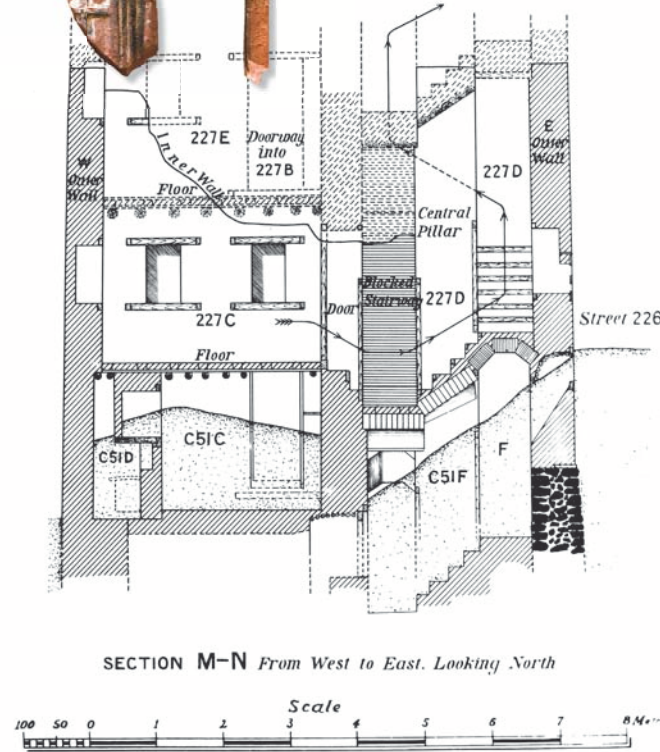 227E
Doorway
into
227B
Inner Wall
Floor
W
Outer
Wall
E
Outer
Wall
227D
Central
Pillar
Blocked
Stairway
227D
Door
227C
Street 226
Floor
C51C
C51D
C51F
F
SECTION M-N From West to East. Looking North
Scale
100 50 0 1 2 3 4 5 6 7 8